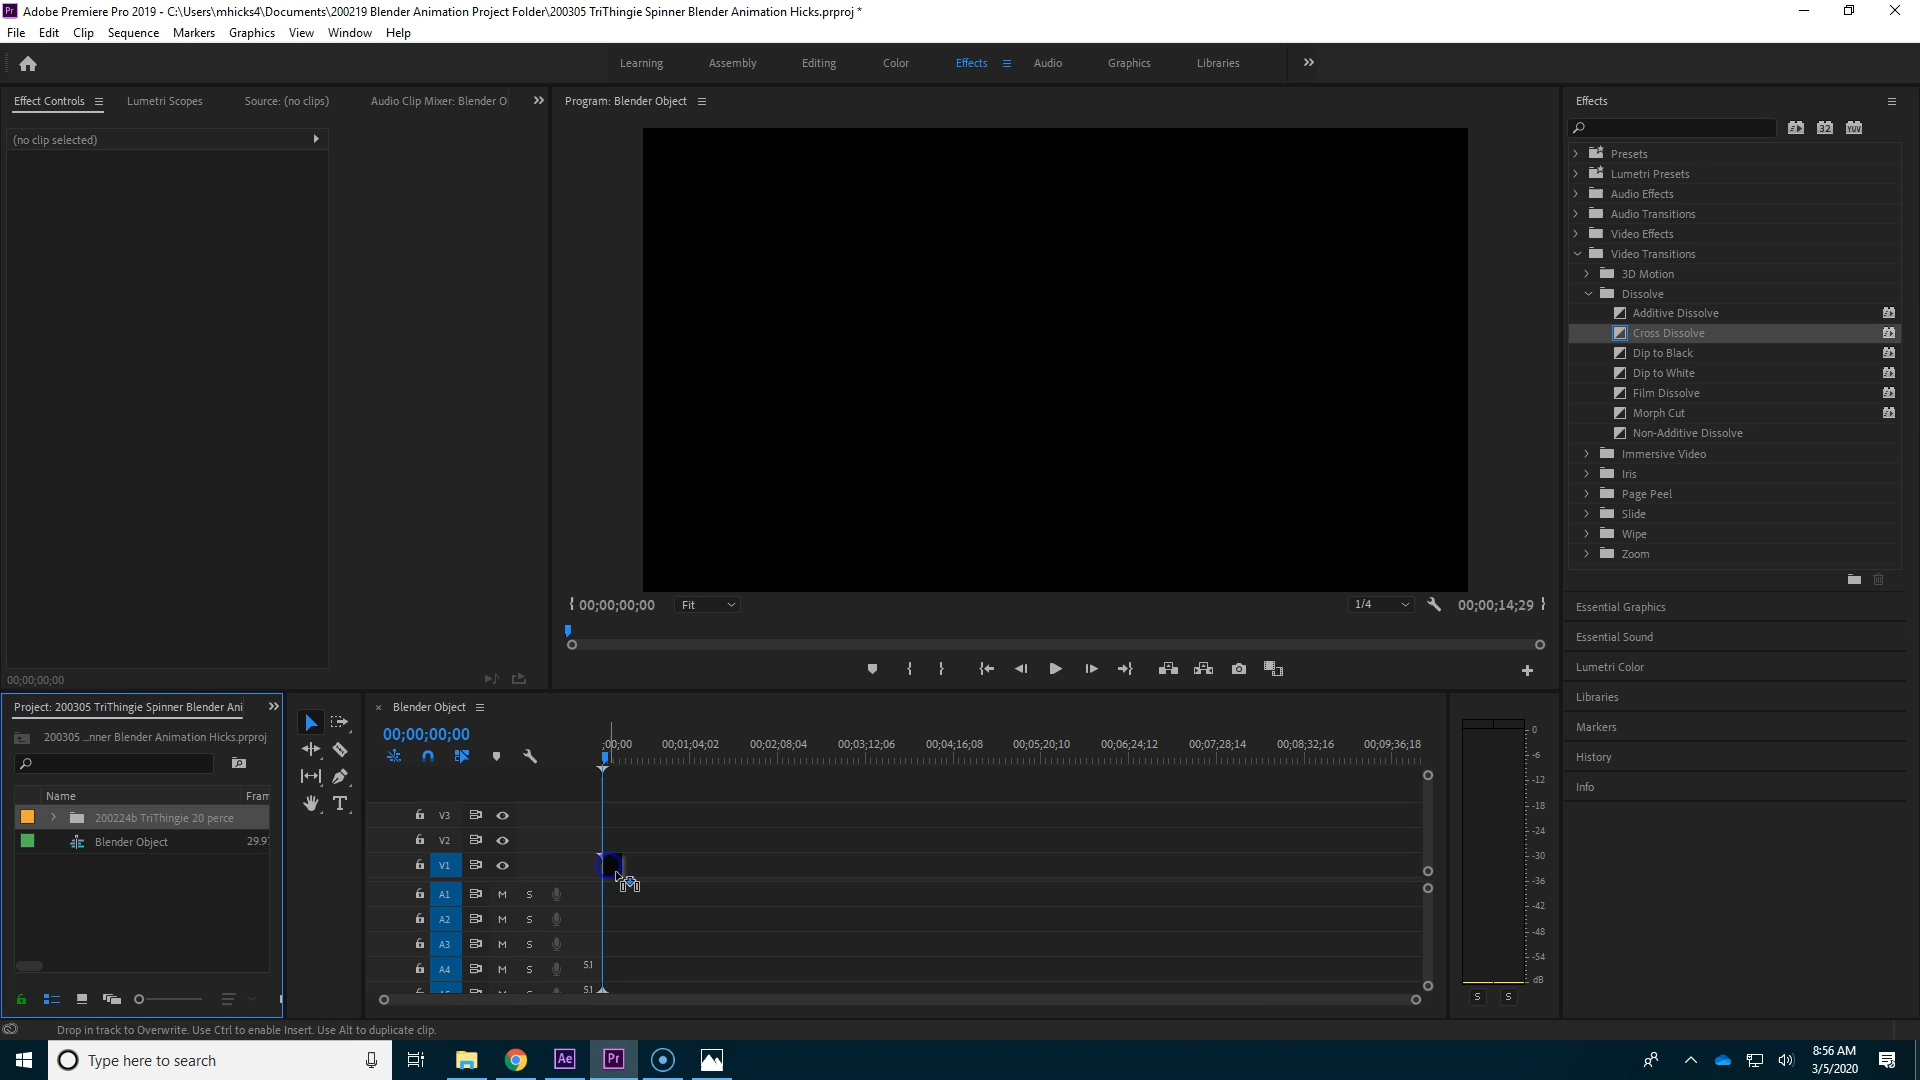 Pr Adobe Premiere Pro 2019 - C:\Users\mhicks4\Documents\200219 Blender Animation Project Folder\200305 TriThingie Spinner Blender Animation Hicks.prproj *
File Edit Clip Sequence Markers Graphics View Window Help
Learning Assembly Editing Color Effects Audio Graphics Libraries
Effect Controls Lumetri Scopes Source: (no clips) Audio Clip Mixer: Blender O Program: Blender Object Effects
(no clip selected)
Presets
Lumetri Presets
Audio Effects
Audio Transitions
Video Effects
Video Transitions
3D Motion
Dissolve
Additive Dissolve
Cross Dissolve
Dip to Black
Dip to White
Film Dissolve
Morph Cut
Non-Additive Dissolve
Immersive Video
Iris
Page Peel
Slide
Wipe
Zoom
32 YUV
00;00;00;00 Fit 1/4 00;00;14;29
Essential Graphics
Essential Sound
Lumetri Color
Libraries
Markers
History
Info
00;00;00;00
Project: 200305 TriThingie Spinner Blender Ani
200305 ...nner Blender Animation Hicks.prproj
Name Fram
200224b TriThingie 20 perce
Blender Object 29.97
T
Blender Object
00;00;00;00
;00;00 00;01;04;02 00;02;08;04 00;03;12;06 00;04;16;08 00;05;20;10 00;06;24;12 00;07;28;14 00;08;32;16 00;09;36;18
V3
V2
V1
A1 M S
A2 M S
A3 M S
A4 M S 5.1
5.1
0
-6
-12
-18
-24
-30
-36
-42
-48
-54
dB
S S
Drop in track to Overwrite. Use Ctrl to enable Insert. Use Alt to duplicate clip.
Type here to search
Ae Pr
8:56 AM
3/5/2020